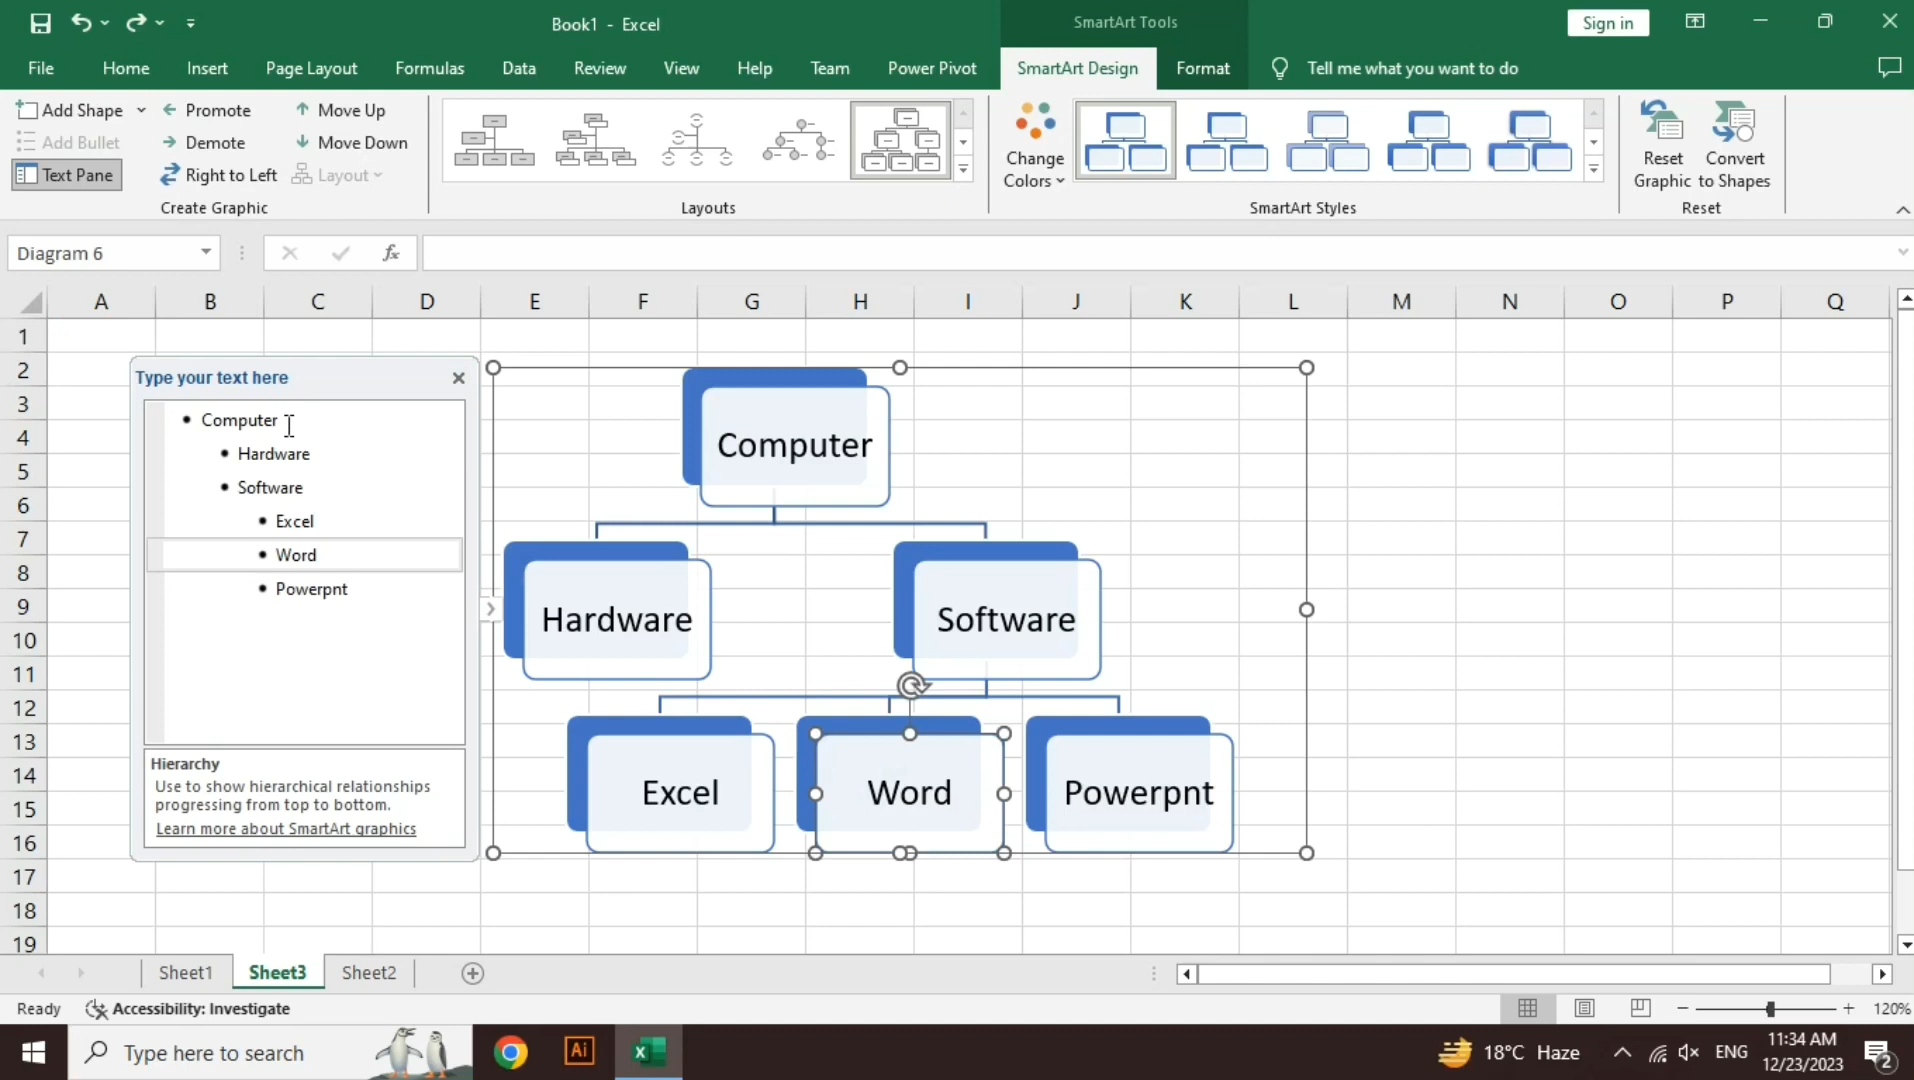 Book1 - Excel
SmartArt Tools
Sign in
File Home Insert Page Layout Formulas Data Review View Help Team Power Pivot SmartArt Design Format Tell me what you want to do
Add Shape
Add Bullet
Text Pane
Promote
Demote
Right to Left
Move Up
Move Down
Layout
Create Graphic
Layouts
Change
Colors
SmartArt Styles
Reset
Graphic
Convert
to Shapes
Reset
Diagram 6
fx
A B C D E F G H I J K L M N O P Q
1
2
3
4
5
6
7
8
9
10
11
12
13
14
15
16
17
18
19
Type your text here
• Computer
• Hardware
• Software
• Excel
• Word
• Powerpnt
Hierarchy
Use to show hierarchical relationships
progressing from top to bottom.
Learn more about SmartArt graphics
Computer
Hardware
Software
Excel
Word
Powerpnt
Sheet1 Sheet3 Sheet2
Ready Accessibility: Investigate
120%
Type here to search
Ai
X
18°C Haze
ENG
11:34 AM
12/23/2023
2